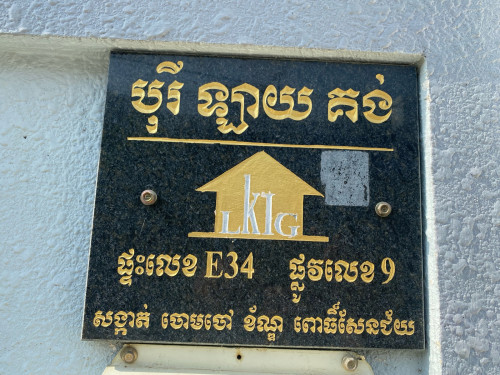 បុរី ឡាយ គង់
LKIG
ផ្ទះលេខ E34 ផ្លូវលេខ 9
សង្កាត់ ចោមចៅ ខ័ណ្ឌ ពោធិ៍សែនជ័យ